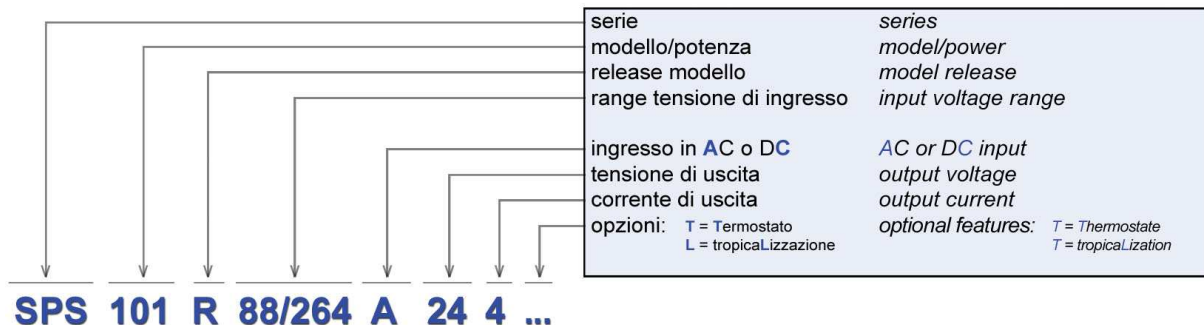 serie series
modello/potenza model/power
release modello model release
range tensione di ingresso input voltage range
ingresso in AC o DC AC or DC input
tensione di uscita output voltage
corrente di uscita output current
opzioni: T = Termostato optional features: T = Thermostate
L = tropicaLizzazione T = tropicaLization
SPS 101 R 88/264 A 24 4 ...